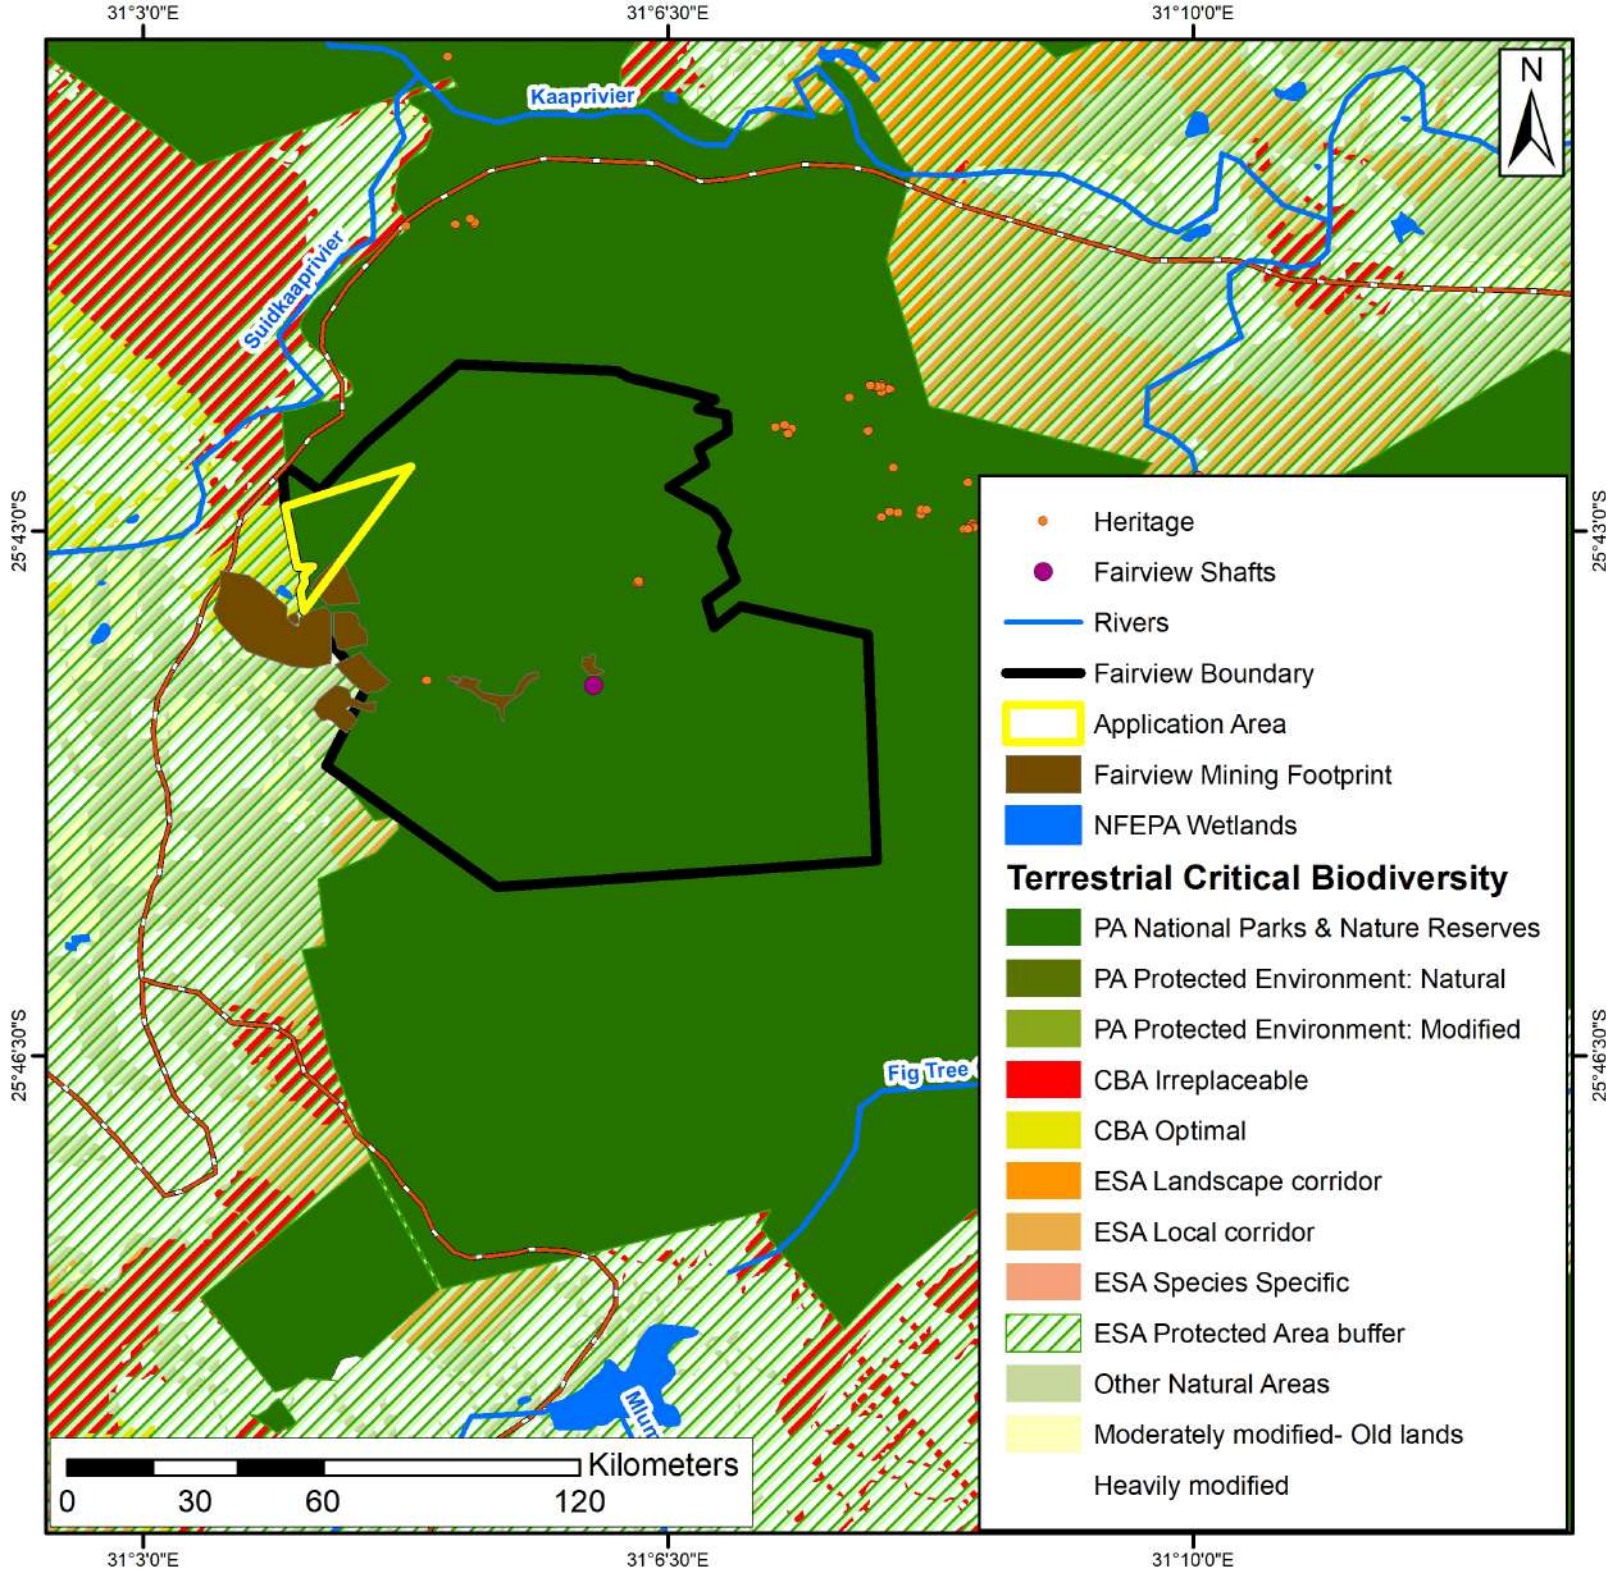 31°3'0"E
31°6'30"E
31°10'0"E
N
Kaaprivier
Suidkaaprivier
25°43'0"S
25°43'0"S
Heritage
Fairview Shafts
Rivers
Fairview Boundary
Application Area
Fairview Mining Footprint
NFEPA Wetlands
Terrestrial Critical Biodiversity
PA National Parks & Nature Reserves
PA Protected Environment: Natural
PA Protected Environment: Modified
CBA Irreplaceable
CBA Optimal
ESA Landscape corridor
ESA Local corridor
ESA Species Specific
ESA Protected Area buffer
Other Natural Areas
Moderately modified- Old lands
Heavily modified
25°46'30"S
25°46'30"S
Fig Tree
Mlum
Kilometers
0 30 60 120
31°3'0"E
31°6'30"E
31°10'0"E